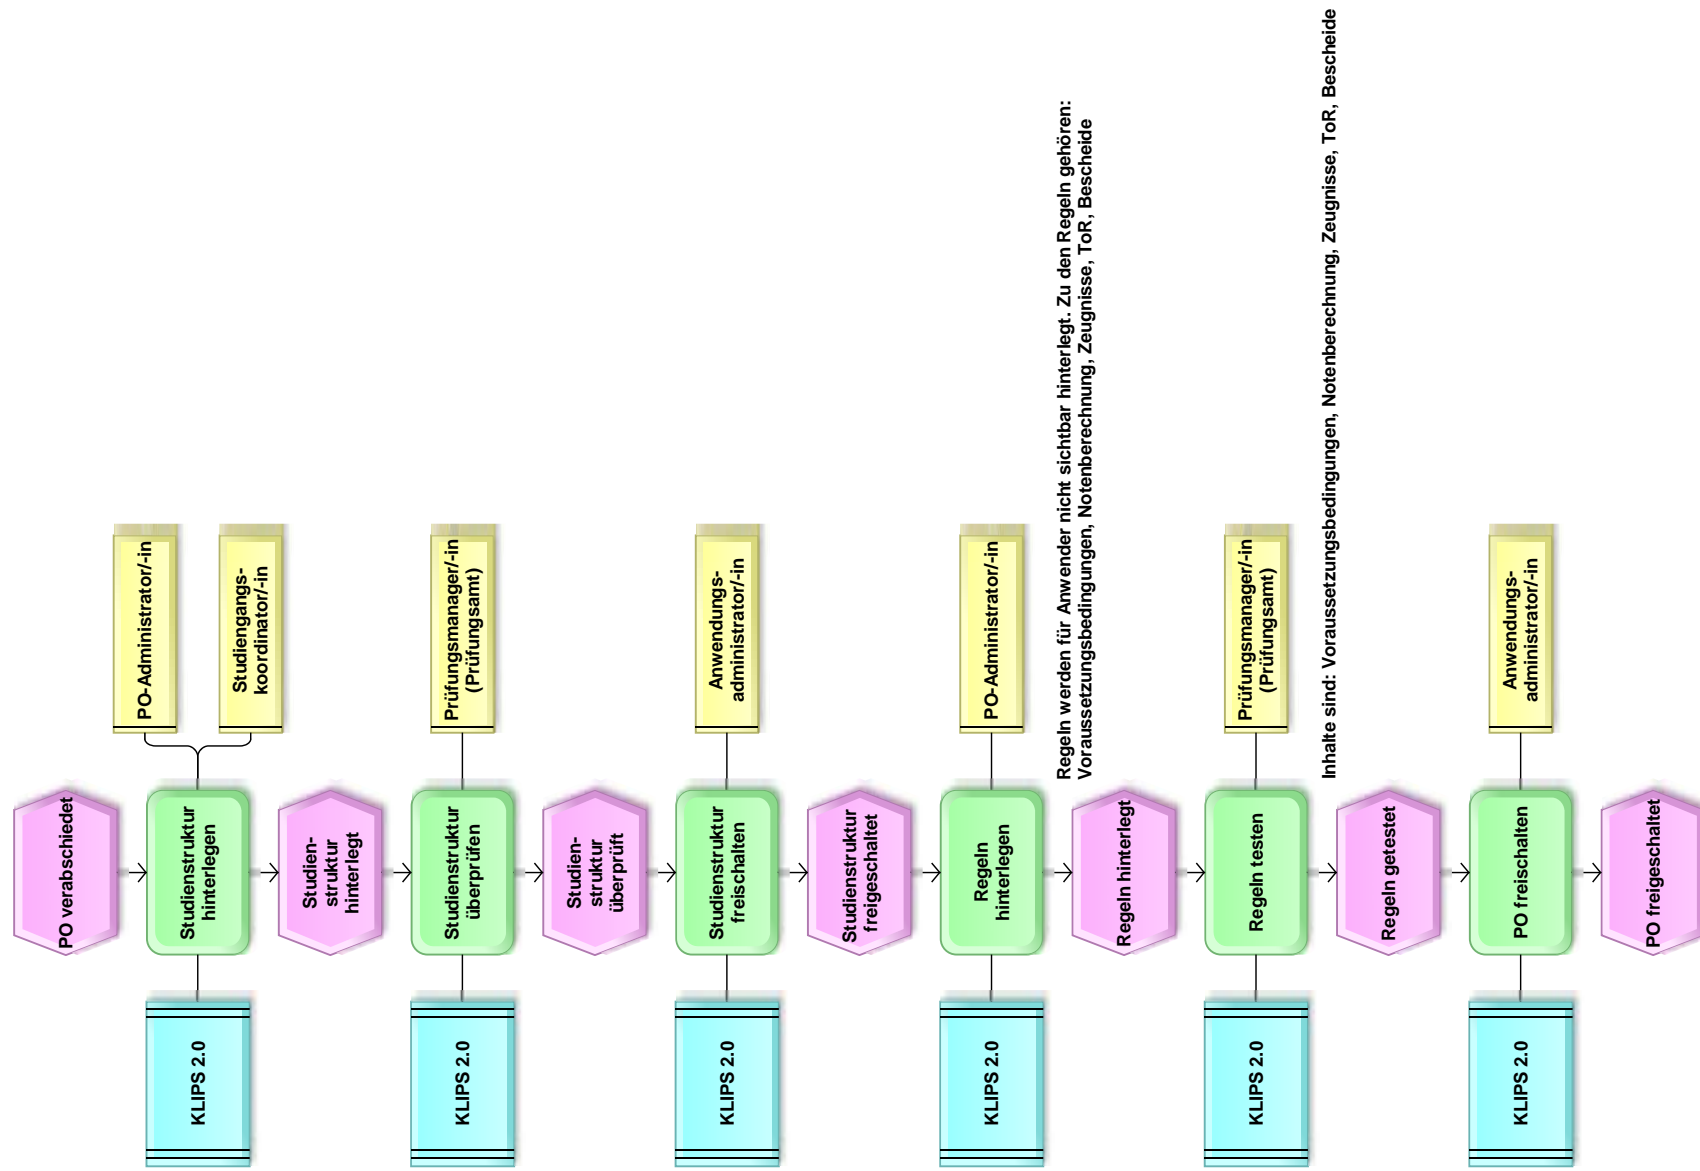 PO verabschiedet
PO-Administrator/-in
Studiengangs-
koordinator/-in
Studienstruktur
hinterlegen
KLIPS 2.0
Studien-
struktur
hinterlegt
Prüfungsmanager/-in
(Prüfungsamt)
Studienstruktur
überprüfen
KLIPS 2.0
Studien-
struktur
überprüft
Anwendungs-
administrator/-in
Studienstruktur
freischalten
KLIPS 2.0
Studienstruktur
freigeschaltet
PO-Administrator/-in
Regeln
hinterlegen
KLIPS 2.0
Regeln werden für Anwender nicht sichtbar hinterlegt. Zu den Regeln gehören:
Voraussetzungsbedingungen, Notenberechnung, Zeugnisse, ToR, Bescheide
Regeln hinterlegt
Prüfungsmanager/-in
(Prüfungsamt)
Regeln testen
KLIPS 2.0
Inhalte sind: Voraussetzungsbedingungen, Notenberechnung, Zeugnisse, ToR, Bescheide
Regeln getestet
Anwendungs-
administrator/-in
PO freischalten
KLIPS 2.0
PO freigeschaltet